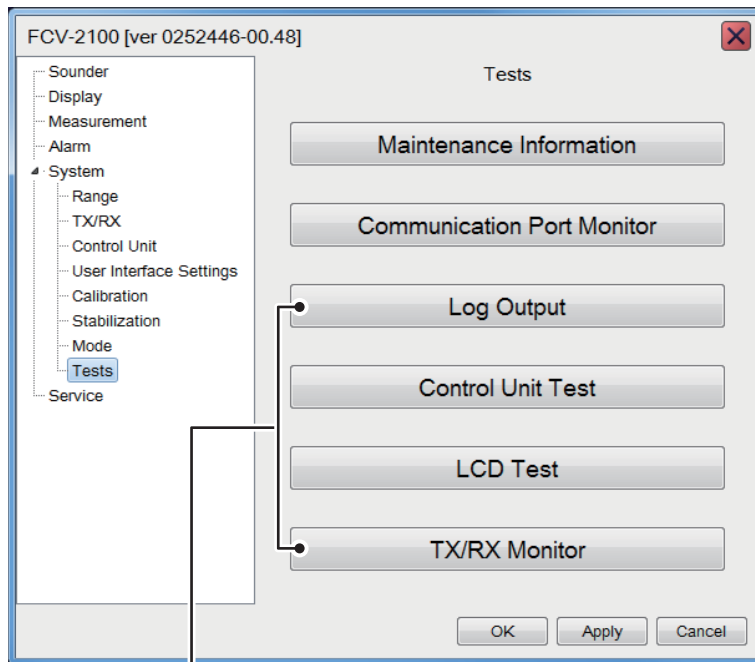 FCV-2100 [ver 0252446-00.48]
Sounder
Display
Measurement
Alarm
System
Range
TX/RX
Control Unit
User Interface Settings
Calibration
Stabilization
Mode
Tests
Service
Tests
Maintenance Information
Communication Port Monitor
Log Output
Control Unit Test
LCD Test
TX/RX Monitor
OK Apply Cancel